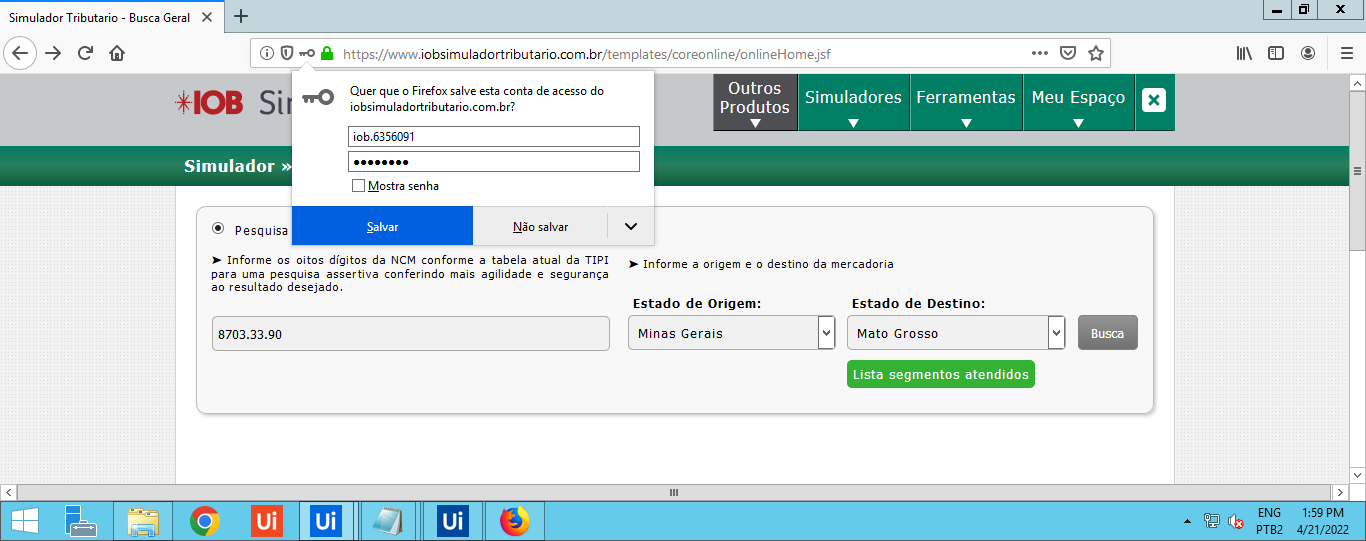 Simulador Tributario - Busca Geral
https://www.iobsimuladortributario.com.br/templates/coreonline/onlineHome.jsf
Quer que o Firefox salve esta conta de acesso do
iobsimuladortributario.com.br?
iob.6356091
●●●●●●●●
Mostra senha
Salvar
Não salvar
IOB Si
Outros
Produtos
Simuladores
Ferramentas
Meu Espaço
Simulador »
Pesquisa
➤ Informe os oitos dígitos da NCM conforme a tabela atual da TIPI
para uma pesquisa assertiva conferindo mais agilidade e segurança
ao resultado desejado.
➤ Informe a origem e o destino da mercadoria
Estado de Origem:
Estado de Destino:
8703.33.90
Minas Gerais
Mato Grosso
Busca
Lista segmentos atendidos
Ui
Ui
Ui
ENG
PTB2
1:59 PM
4/21/2022